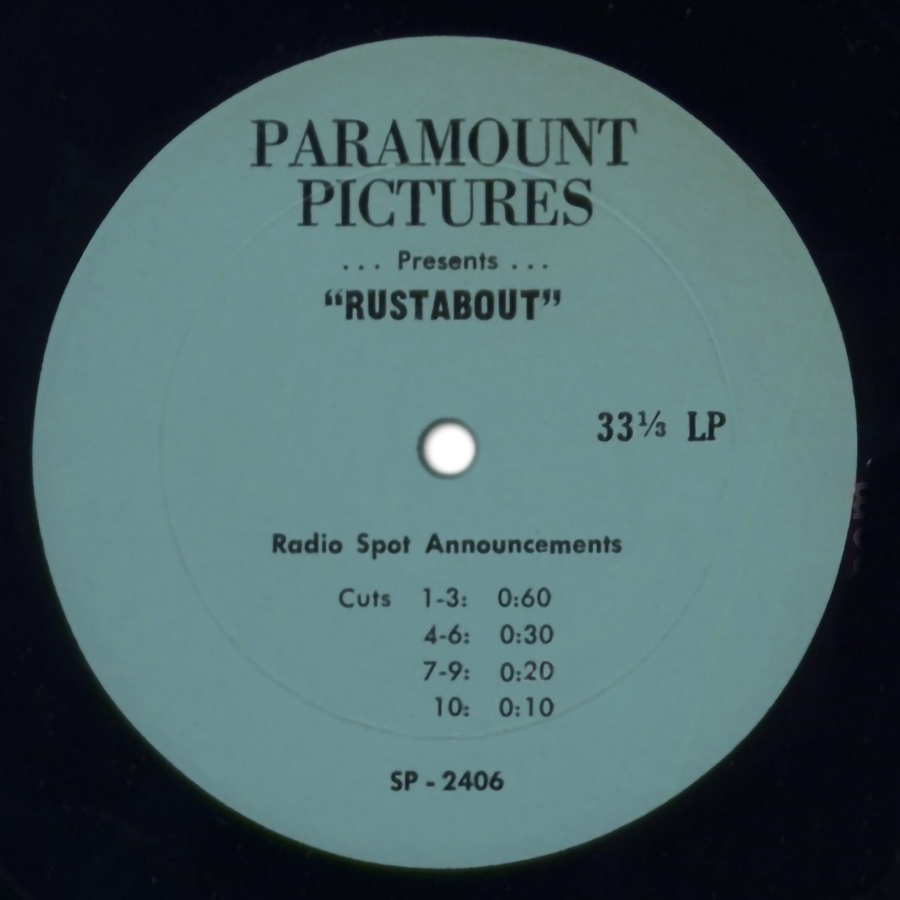 PARAMOUNT
PICTURES
... Presents ...
"RUSTABOUT"
33⅓ LP
Radio Spot Announcements
Cuts 1-3: 0:60
4-6: 0:30
7-9: 0:20
10: 0:10
SP - 2406